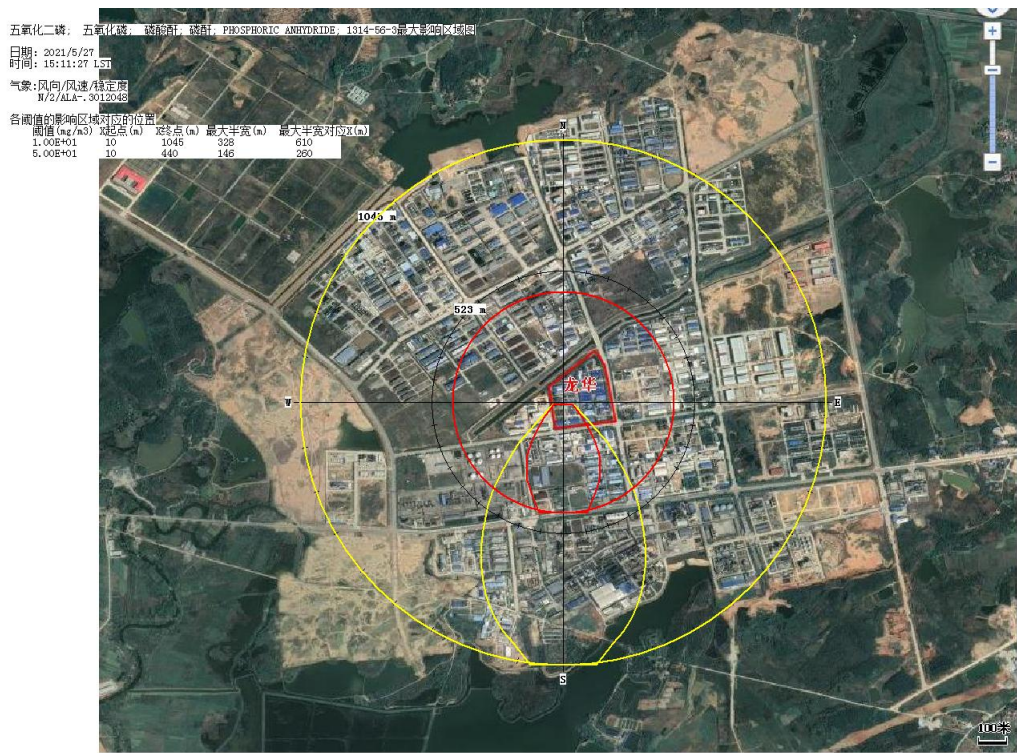 五氧化二磷; 五氧化磷; 磷酸酐; 磷酐; PHOSPHORIC ANHYDRIDE; 1314-56-3最大影响区域图
日期: 2021/5/27
时间: 15:11:27 LST
气象:风向/风速/稳定度
N/2/ALA-.3012048
各阈值的影响区域对应的位置
阈值(mg/m3) X起点(m) X终点(m) 最大半宽(m) 最大半宽对应X(m)
1.00E+01 10 1045 328 610
5.00E+01 10 440 146 260
N
1045 m
523 m
龙华
W
E
S
100米